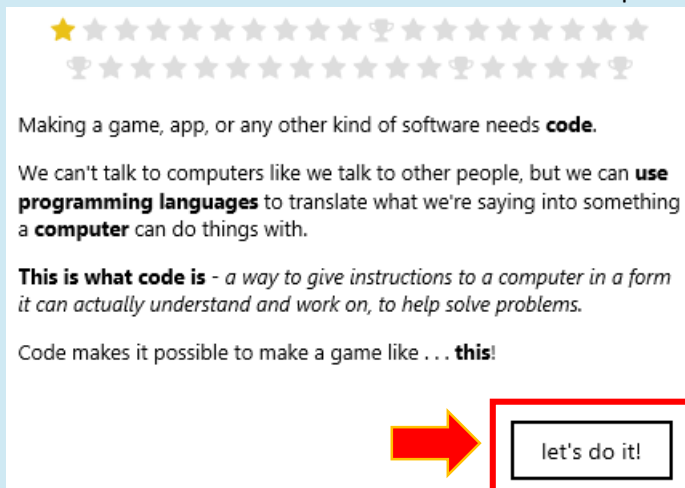 Making a game, app, or any other kind of software needs code.
We can't talk to computers like we talk to other people, but we can use
programming languages to translate what we're saying into something
a computer can do things with.
This is what code is - a way to give instructions to a computer in a form
it can actually understand and work on, to help solve problems.
Code makes it possible to make a game like . . . this!
let's do it!